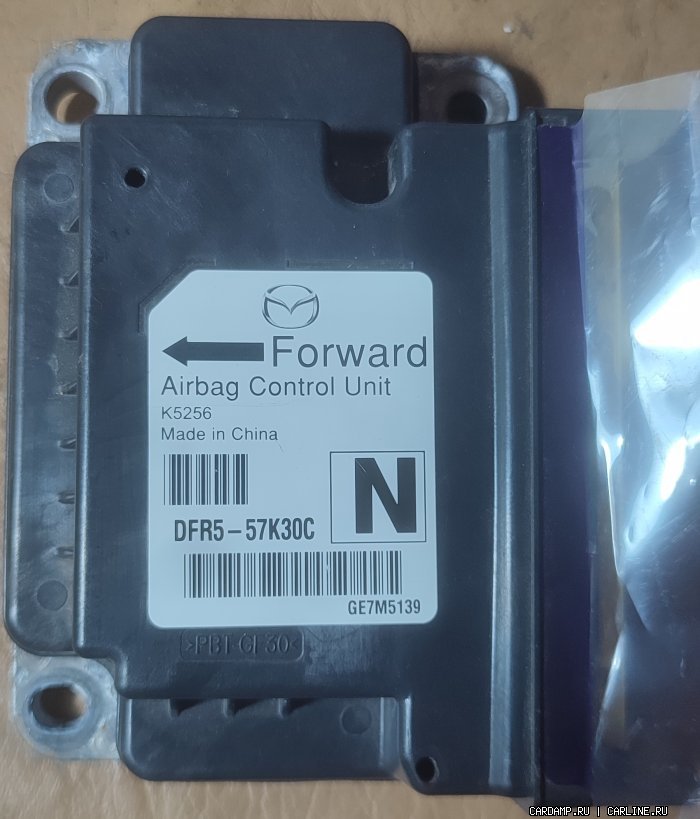 Forward
Airbag Control Unit
K5256
Made in China
N
DFR5-57K30C
GE7M5139
>PBT-GF30<
CARDAMP.RU | CARLINE.RU